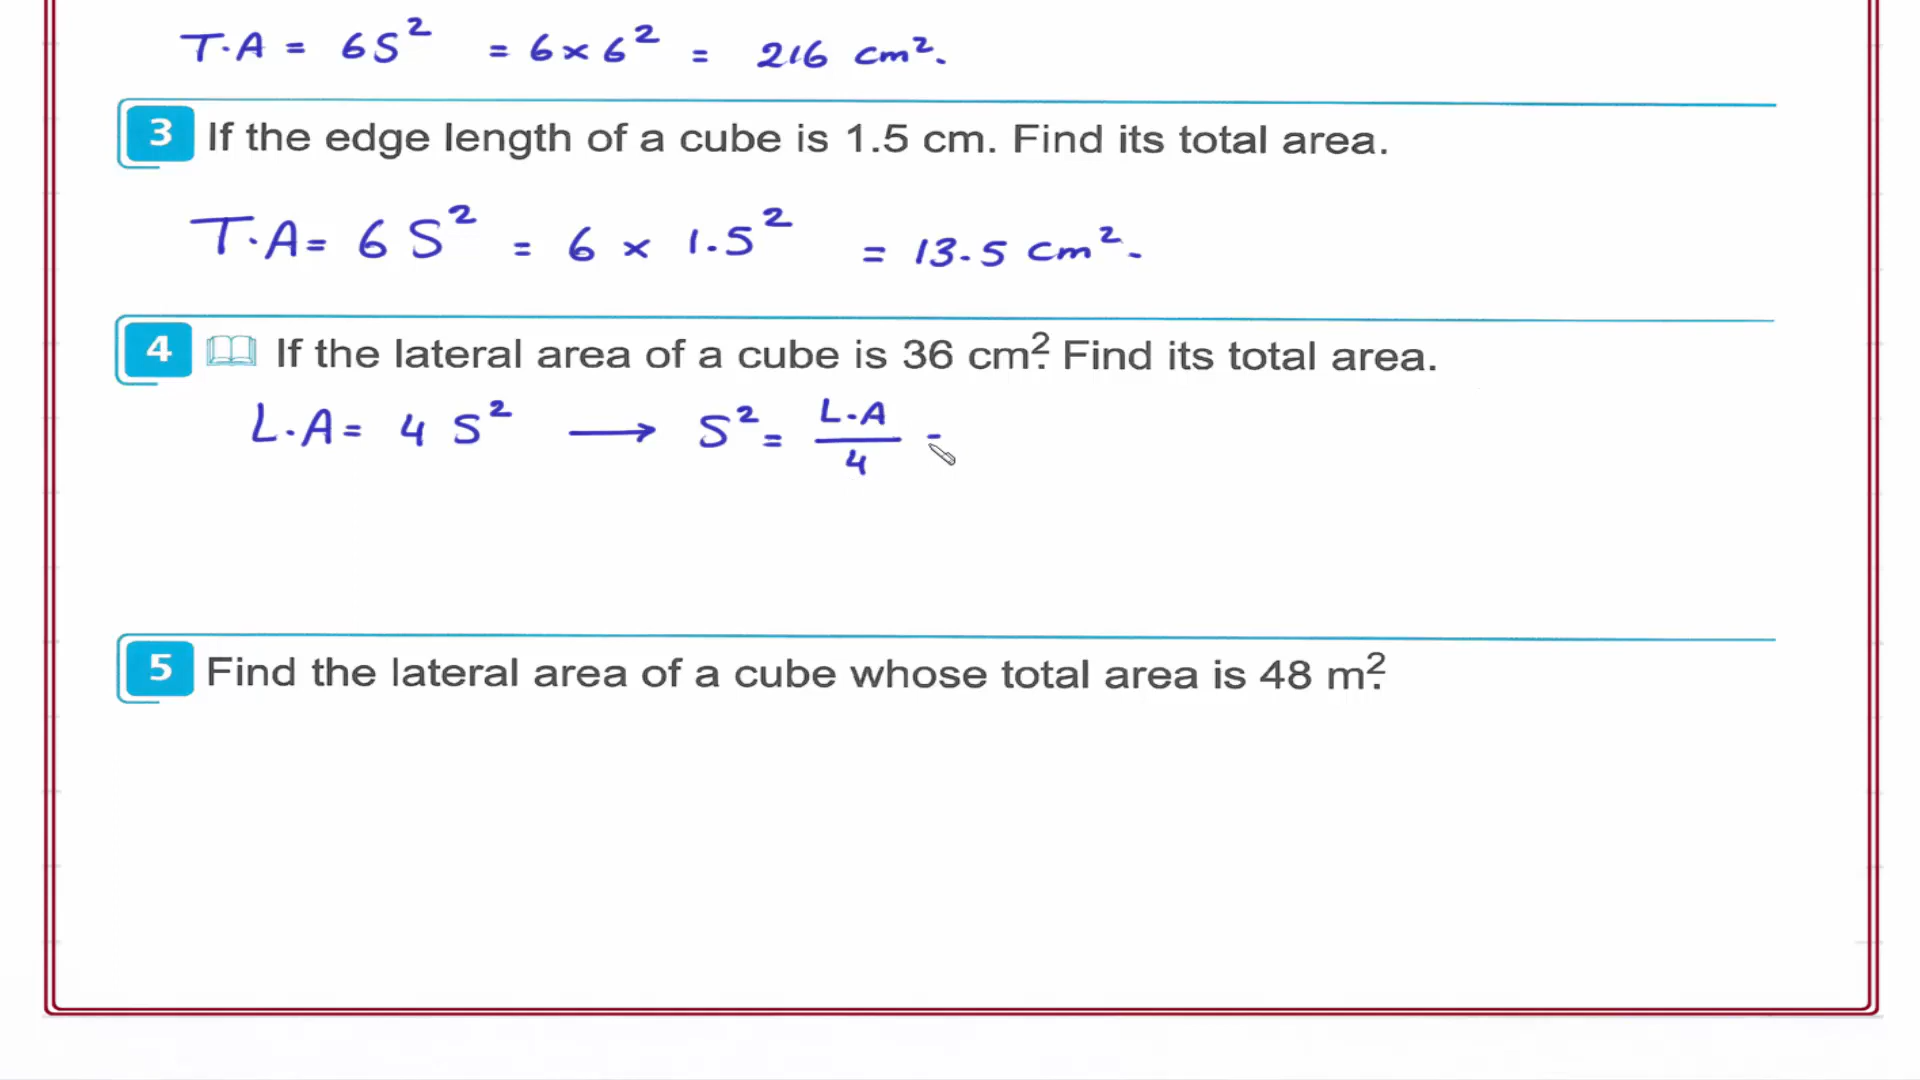 T.A = 6S² = 6×6² = 216 cm².
3 If the edge length of a cube is 1.5 cm. Find its total area.
T.A = 6 S² = 6 × 1.5² = 13.5 cm².
4 If the lateral area of a cube is 36 cm². Find its total area.
L.A = 4 S² ⟶ S² = L.A/4 -
5 Find the lateral area of a cube whose total area is 48 m².